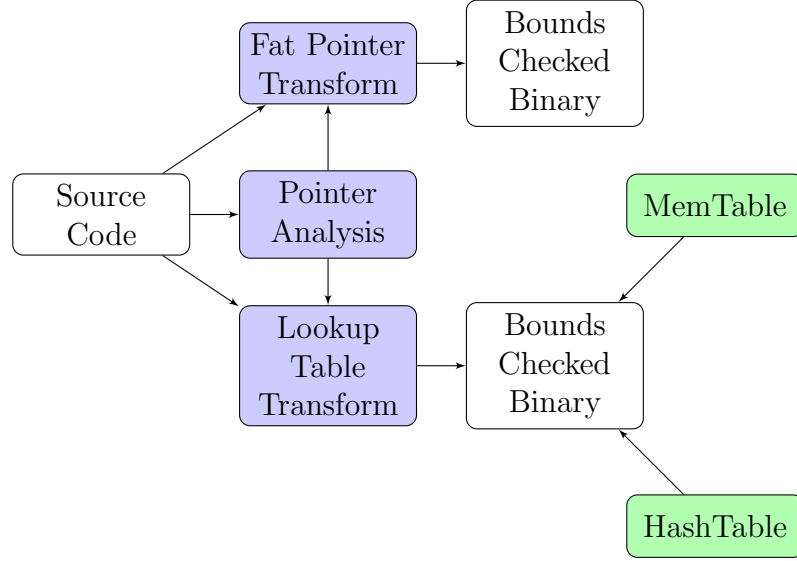 Fat Pointer
Transform
Bounds
Checked
Binary
Source
Code
Pointer
Analysis
MemTable
Lookup
Table
Transform
Bounds
Checked
Binary
HashTable